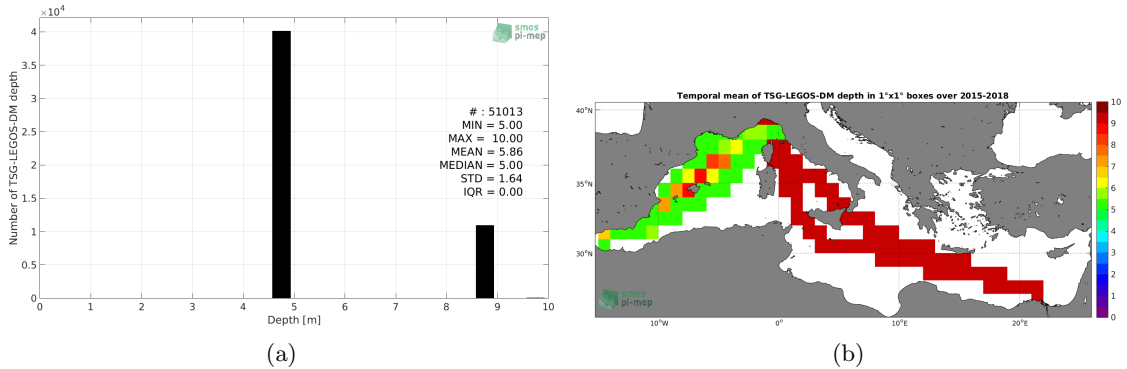 ×10⁴
4
3.5
3
2.5
2
1.5
1
0.5
0
Number of TSG-LEGOS-DM depth
smos
pi-mep
# : 51013
MIN = 5.00
MAX = 10.00
MEAN = 5.86
MEDIAN = 5.00
STD = 1.64
IQR = 0.00
0 1 2 3 4 5 6 7 8 9 10
Depth [m]
(a)
Temporal mean of TSG-LEGOS-DM depth in 1°x1° boxes over 2015-2018
40°N
35°N
30°N
smos
pi-mep
10°W 0° 10°E 20°E
10
9
8
7
6
5
4
3
2
1
0
(b)